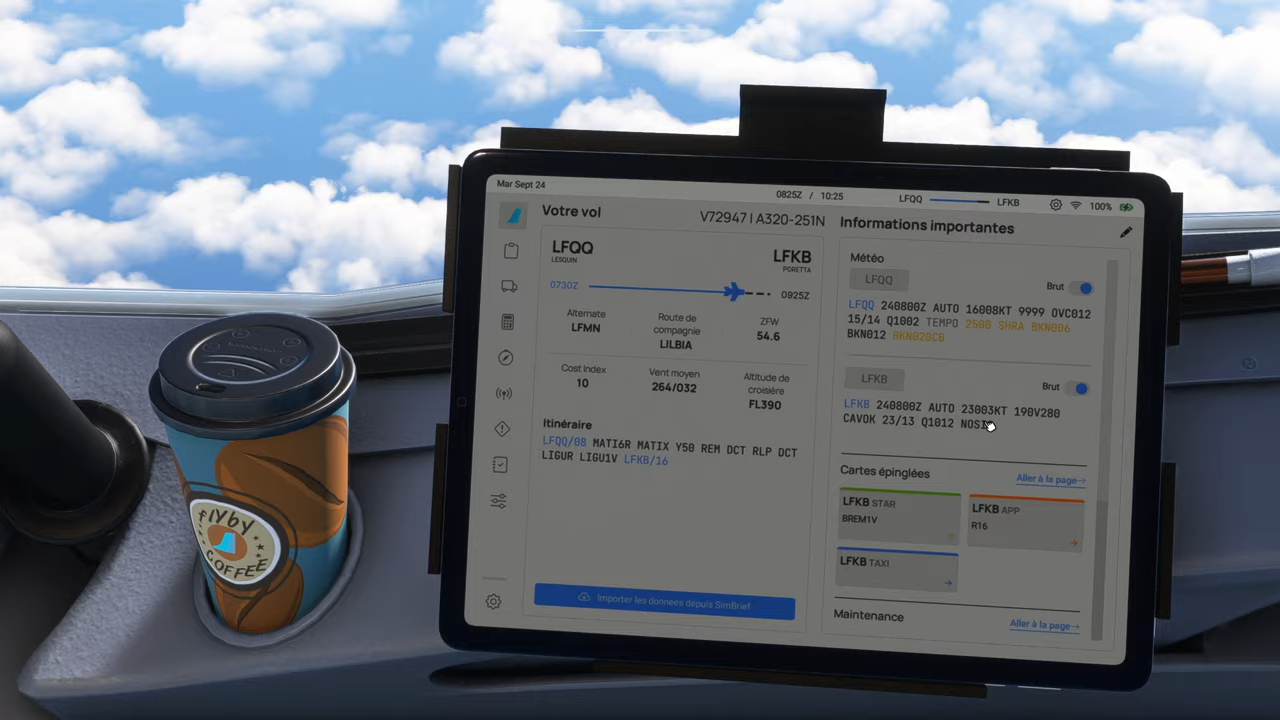 Mar Sept 24
0825Z / 10:25
LFQQ
LFKB
100%
Votre vol
V72947 | A320-251N
LFQQ
LESQUIN
LFKB
PORETTA
0730Z
0925Z
Alternate
LFMN
Route de compagnie
LILBIA
ZFW
54.6
Cost Index
10
Vent moyen
264/032
Altitude de croisière
FL390
Itinéraire
LFQQ/08 MATI6R MATIX Y50 REM DCT RLP DCT
LIGUR LIGU1V LFKB/16
Importer les donnees depuis SimBrief
Informations importantes
Météo
LFQQ
Brut
LFQQ 240800Z AUTO 16008KT 9999 OVC012
15/14 Q1002 TEMPO 2500 SHRA BKN006
BKN012 BKN020CB
LFKB
Brut
LFKB 240800Z AUTO 23003KT 190V280
CAVOK 23/13 Q1012 NOSIG
Cartes épinglées
Aller à la page
LFKB STAR
BREM1V
LFKB APP
R16
LFKB TAXI
Maintenance
Aller à la page
flyby
COFFEE